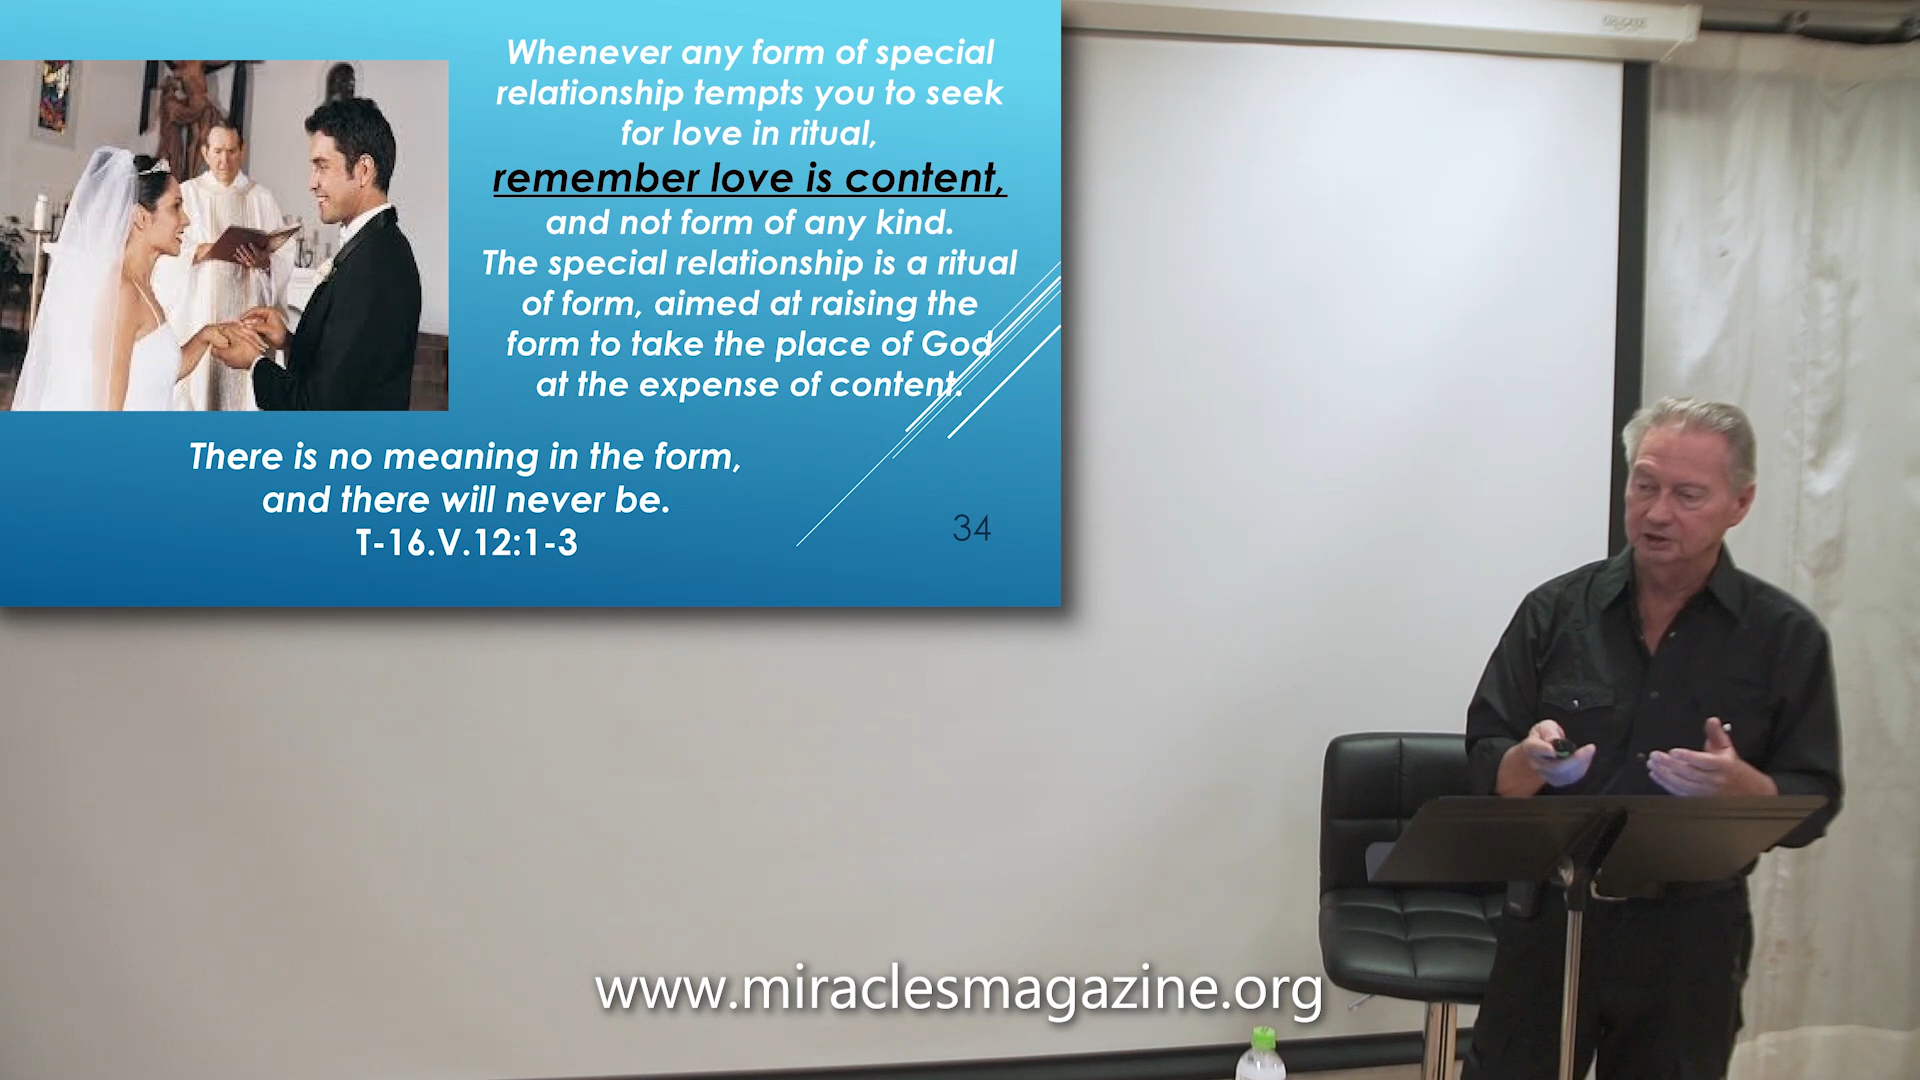 Whenever any form of special
relationship tempts you to seek
for love in ritual,
remember love is content,
and not form of any kind.
The special relationship is a ritual
of form, aimed at raising the
form to take the place of God
at the expense of content.
There is no meaning in the form,
and there will never be.
T-16.V.12:1-3
34
www.miraclesmagazine.org